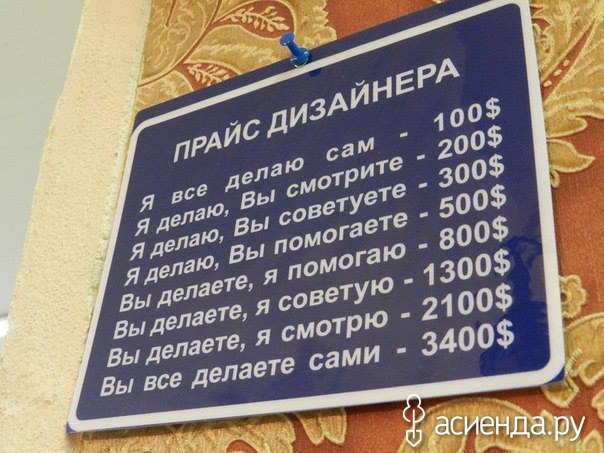 ПРАЙС ДИЗАЙНЕРА
Я все делаю сам - 100$
Я делаю, Вы смотрите - 200$
Я делаю, Вы советуете - 300$
Я делаю, Вы помогаете - 500$
Вы делаете, я помогаю - 800$
Вы делаете, я советую - 1300$
Вы делаете, я смотрю - 2100$
Вы все делаете сами - 3400$
асиенда.ру